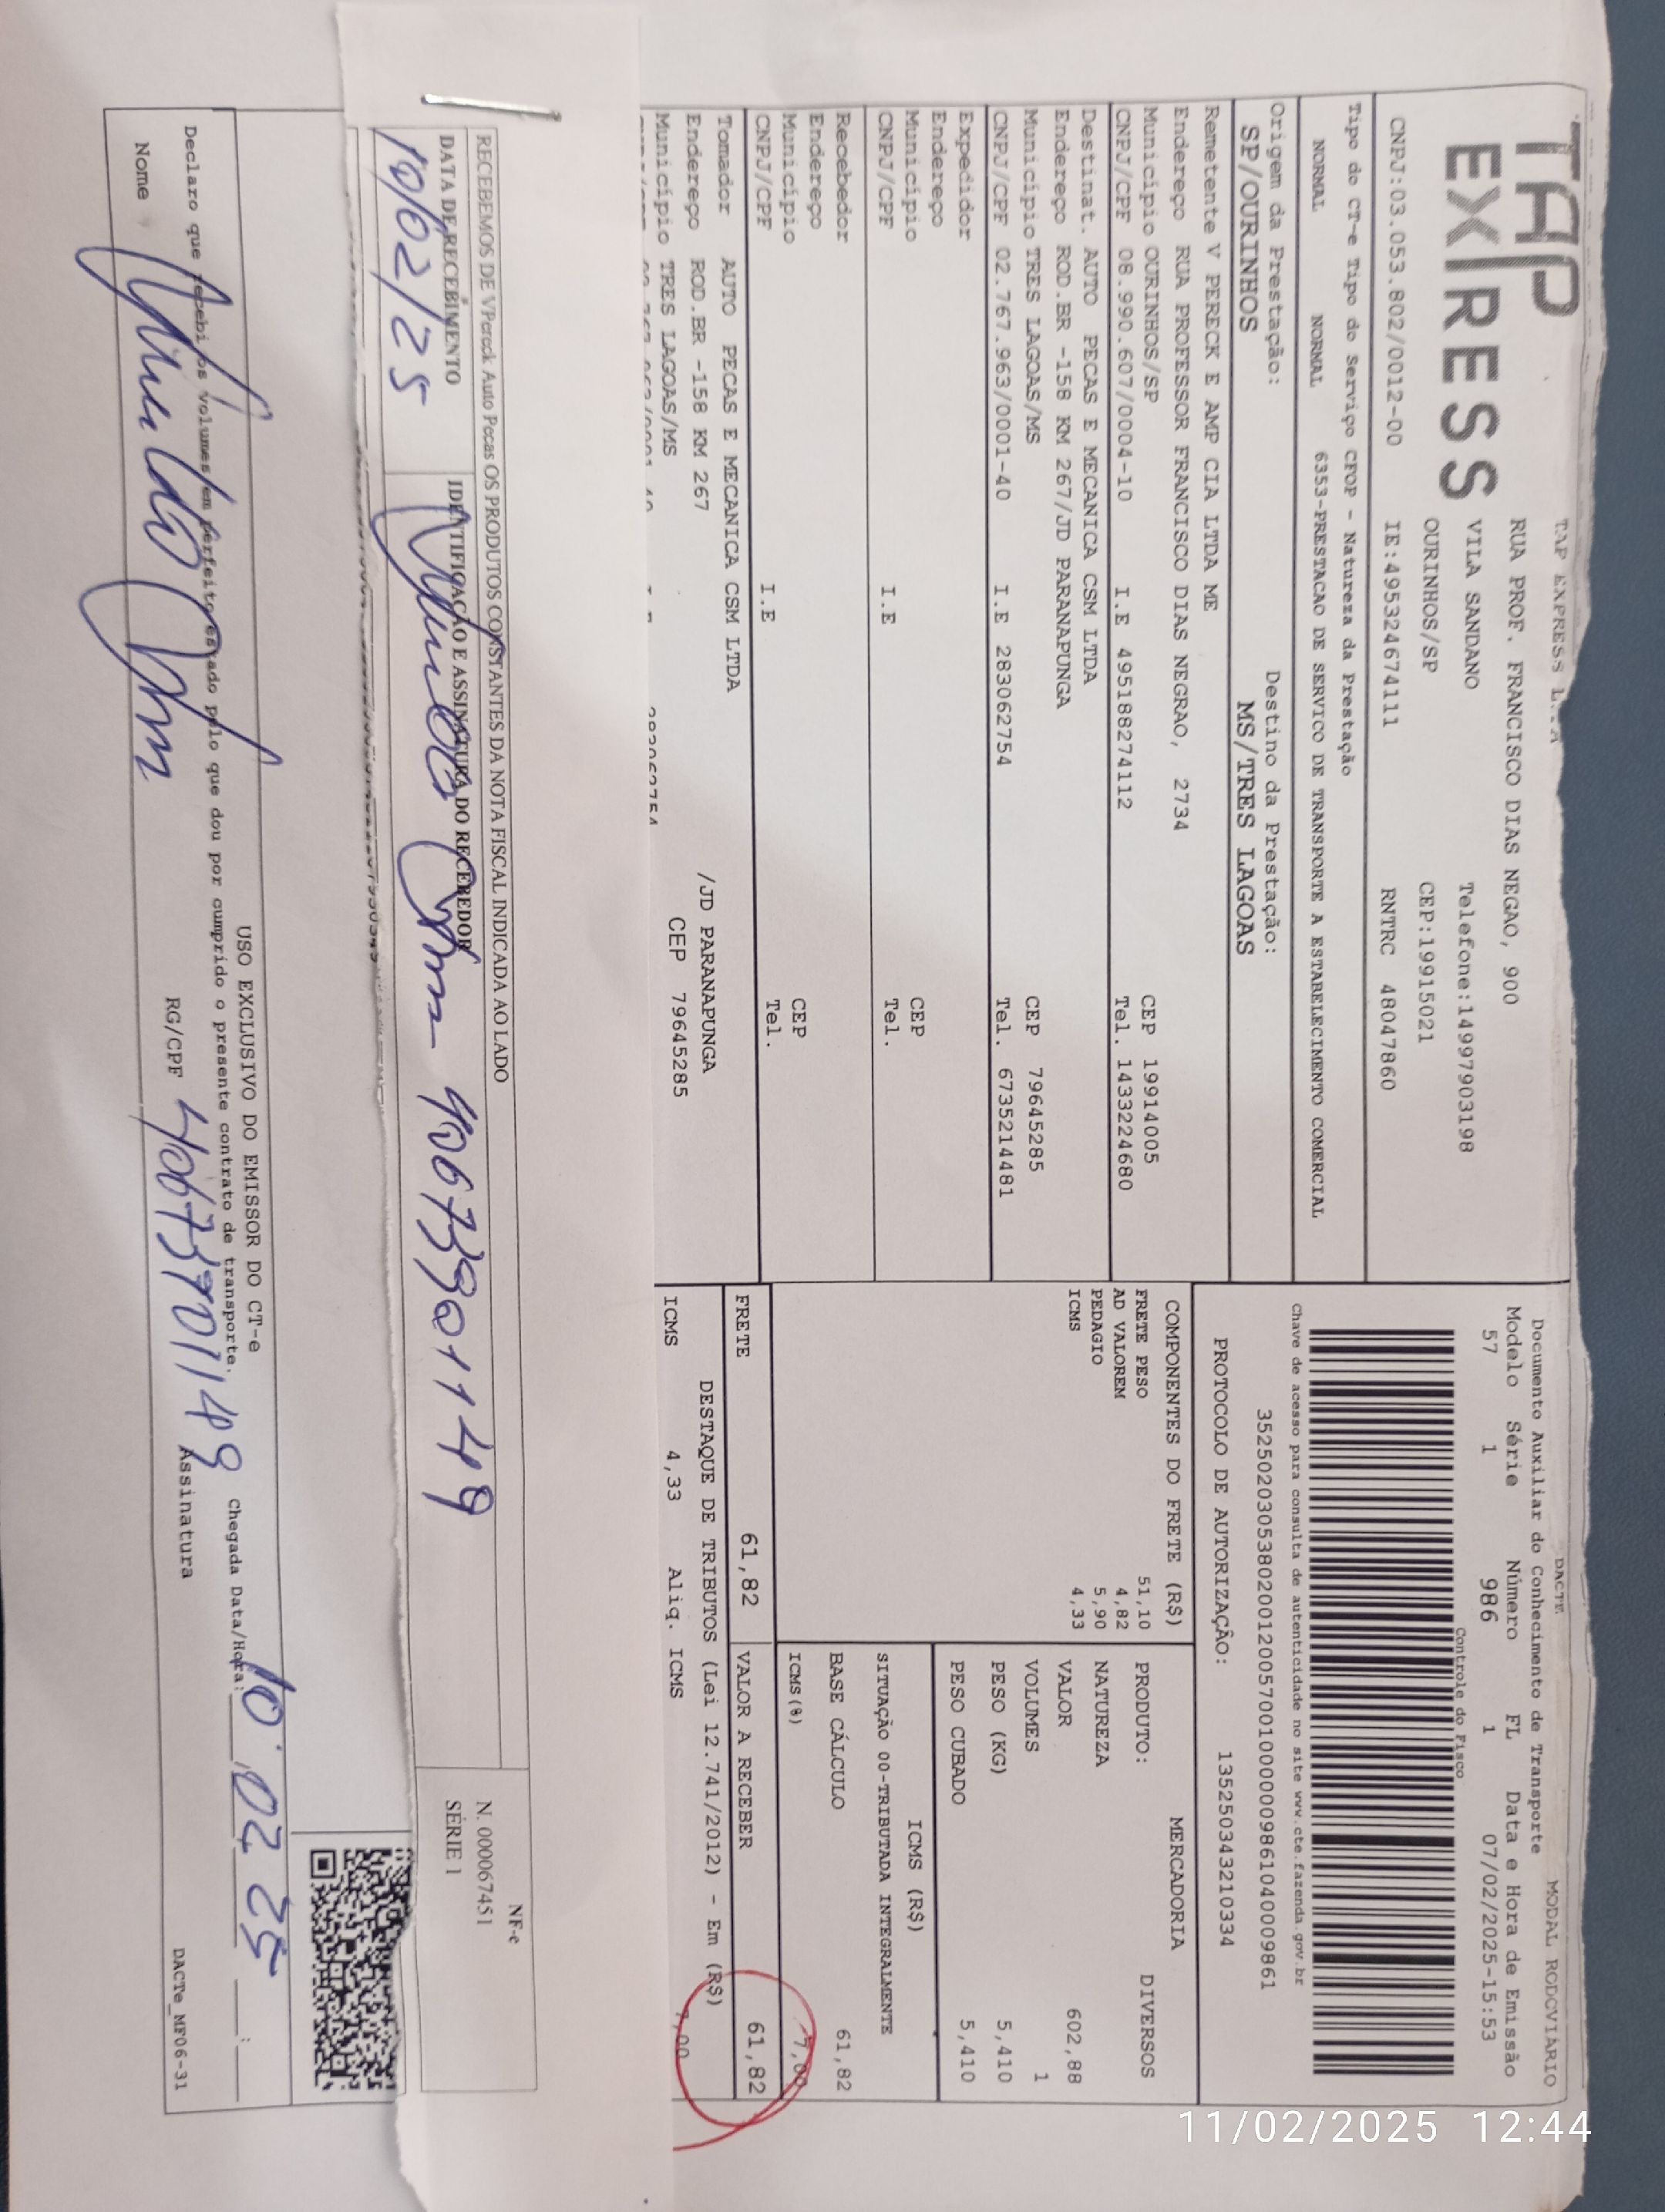 TAP
EXPRESS
TAP EXPRESS
RUA PROF. FRANCISCO DIAS NEGAO, 900
VILA SANDANO
Telefone:14997903198
OURINHOS/SP
CEP:19915021
CNPJ:03.053.802/0012-00
IE:495324674111
RNTRC 48047860
DACTE
MODAL RODOVIARIO
Documento Auxiliar do Conhecimento de Transporte
Modelo Série Número FL Data e Hora de Emissão
57 1 986 1 07/02/2025-15:53
Controle do Fisco
Chave de acesso para consulta de autenticidade no site www.cte.fazenda.gov.br
35250203053802001200570010000009861040009861
PROTOCOLO DE AUTORIZAÇÃO: 135250343210334
Tipo do CT-e Tipo do Serviço CFOP - Natureza da Prestação
NORMAL NORMAL 6353-PRESTACAO DE SERVICO DE TRANSPORTE A ESTABELECIMENTO COMERCIAL
Origem da Prestação: Destino da Prestação:
SP/OURINHOS MS/TRES LAGOAS
Remetente V PERECK E AMP CIA LTDA ME
Endereço RUA PROFESSOR FRANCISCO DIAS NEGRAO, 2734
Município OURINHOS/SP CEP 19914005
CNPJ/CPF 08.990.607/0004-10 I.E 495188274112 Tel. 1433224680
Destinat. AUTO PECAS E MECANICA CSM LTDA
Endereço ROD.BR -158 KM 267/JD PARANAPUNGA
Município TRES LAGOAS/MS CEP 79645285
CNPJ/CPF 02.767.963/0001-40 I.E 283062754 Tel. 6735214481
Expedidor
Endereço
Município CEP
CNPJ/CPF I.E Tel.
Recebedor
Endereço
Município CEP
CNPJ/CPF I.E Tel.
Tomador AUTO PECAS E MECANICA CSM LTDA
Endereço ROD.BR -158 KM 267 /JD PARANAPUNGA
Município TRES LAGOAS/MS CEP 79645285
COMPONENTES DO FRETE (R$)
FRETE PESO 51,10
AD VALOREM 4,82
PEDAGIO 5,90
ICMS 4,33
MERCADORIA
PRODUTO: DIVERSOS
NATUREZA
VALOR 602,88
VOLUMES 1
PESO (KG) 5,410
PESO CUBADO 5,410
ICMS (R$)
SITUAÇÃO 00-TRIBUTADA INTEGRALMENTE
BASE CÁLCULO 61,82
ICMS(%) 7,00
FRETE 61,82 VALOR A RECEBER 61,82
DESTAQUE DE TRIBUTOS (Lei 12.741/2012) - Em (R$)
ICMS 4,33 Aliq. ICMS 7,00
RECEBEMOS DE VPereck Auto Pecas OS PRODUTOS CONSTANTES DA NOTA FISCAL INDICADA AO LADO
DATA DE RECEBIMENTO IDENTIFICAÇÃO E ASSINATURA DO RECEBEDOR
10/02/25
NF-e
N. 000067451
SÉRIE 1
USO EXCLUSIVO DO EMISSOR DO CT-e
Declaro que recebi os volumes em perfeito estado pelo que dou por cumprido o presente contrato de transporte.
Chegada Data/Hora: 10 02 25 __:__
Nome
RG/CPF
Assinatura
DACTe_MF06-31
11/02/2025 12:44